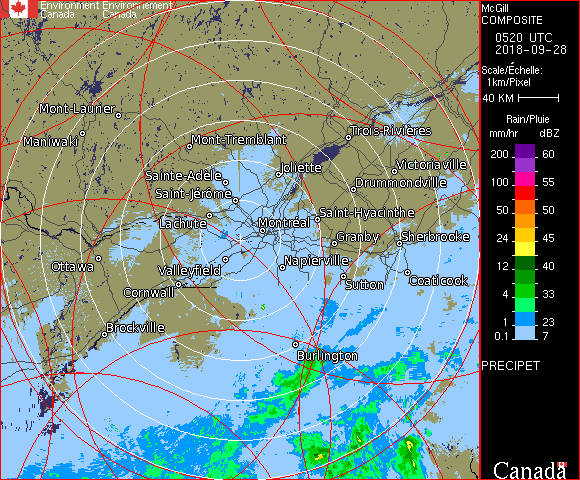 Environment Environnement
Canada Canada
McGill
COMPOSITE
0520 UTC
2018-09-28
Scale/Échelle:
1km/Pixel
40 KM
Rain/Pluie
mm/hr dBZ
200 60
100 55
50 50
24 45
12 40
4 33
1 23
0.1 7
PRECIPET
Canada
Mont-Laurier
Maniwaki
Mont-Tremblant
Trois-Rivières
Sainte-Adèle
Joliette
Victoriaville
Saint-Jérôme
Drummondville
Lachute
Montréal
Saint-Hyacinthe
Granby
Sherbrooke
Ottawa
Valleyfield
Napierville
Sutton
Coaticook
Cornwall
Brockville
Burlington